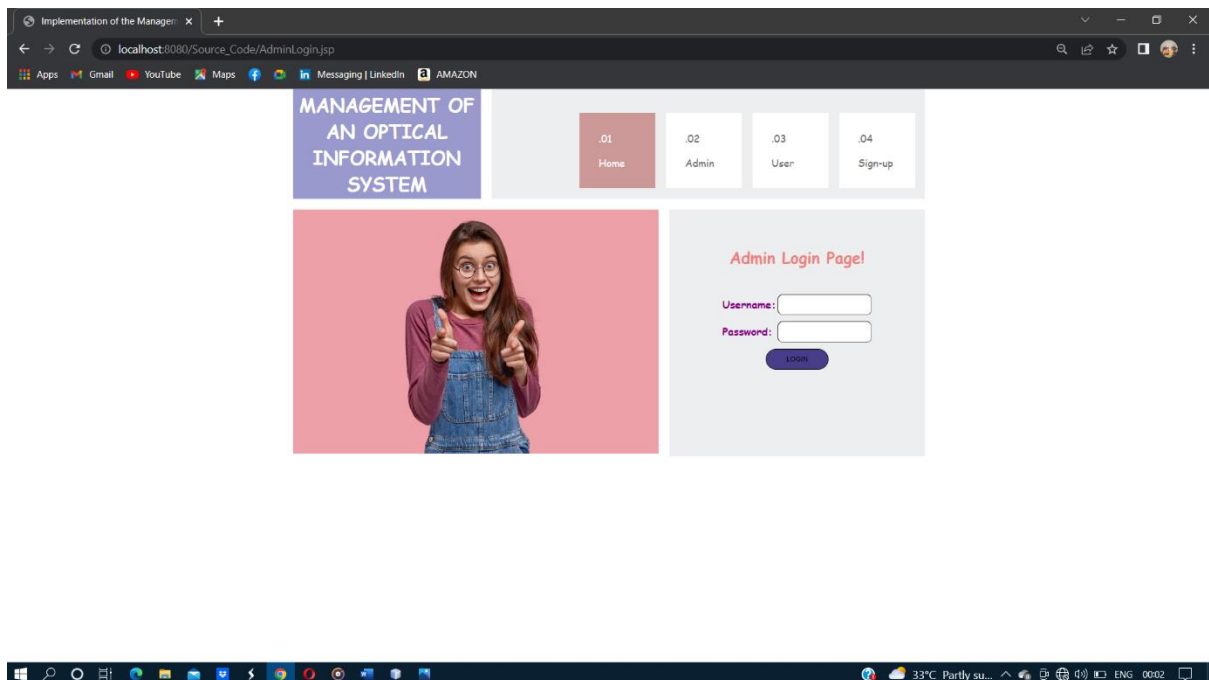 Implementation of the Managem
localhost:8080/Source_Code/AdminLogin.jsp
Apps Gmail YouTube Maps Messaging | LinkedIn AMAZON
MANAGEMENT OF
AN OPTICAL
INFORMATION
SYSTEM
.01 .02 .03 .04
Home Admin User Sign-up
Admin Login Page!
Username:
Password:
LOGIN
33°C Partly su... ENG 00:02